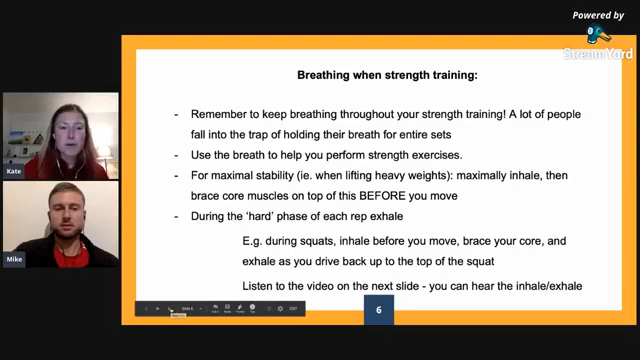 Powered by
StreamYard
Breathing when strength training:
- Remember to keep breathing throughout your strength training! A lot of people
fall into the trap of holding their breath for entire sets
- Use the breath to help you perform strength exercises.
- For maximal stability (ie. when lifting heavy weights): maximally inhale, then
brace core muscles on top of this BEFORE you move
- During the 'hard' phase of each rep exhale
E.g. during squats, inhale before you move, brace your core, and
exhale as you drive back up to the top of the squat
Listen to the video on the next slide - you can hear the inhale/exhale
Kate
Mike
Slide 6
6